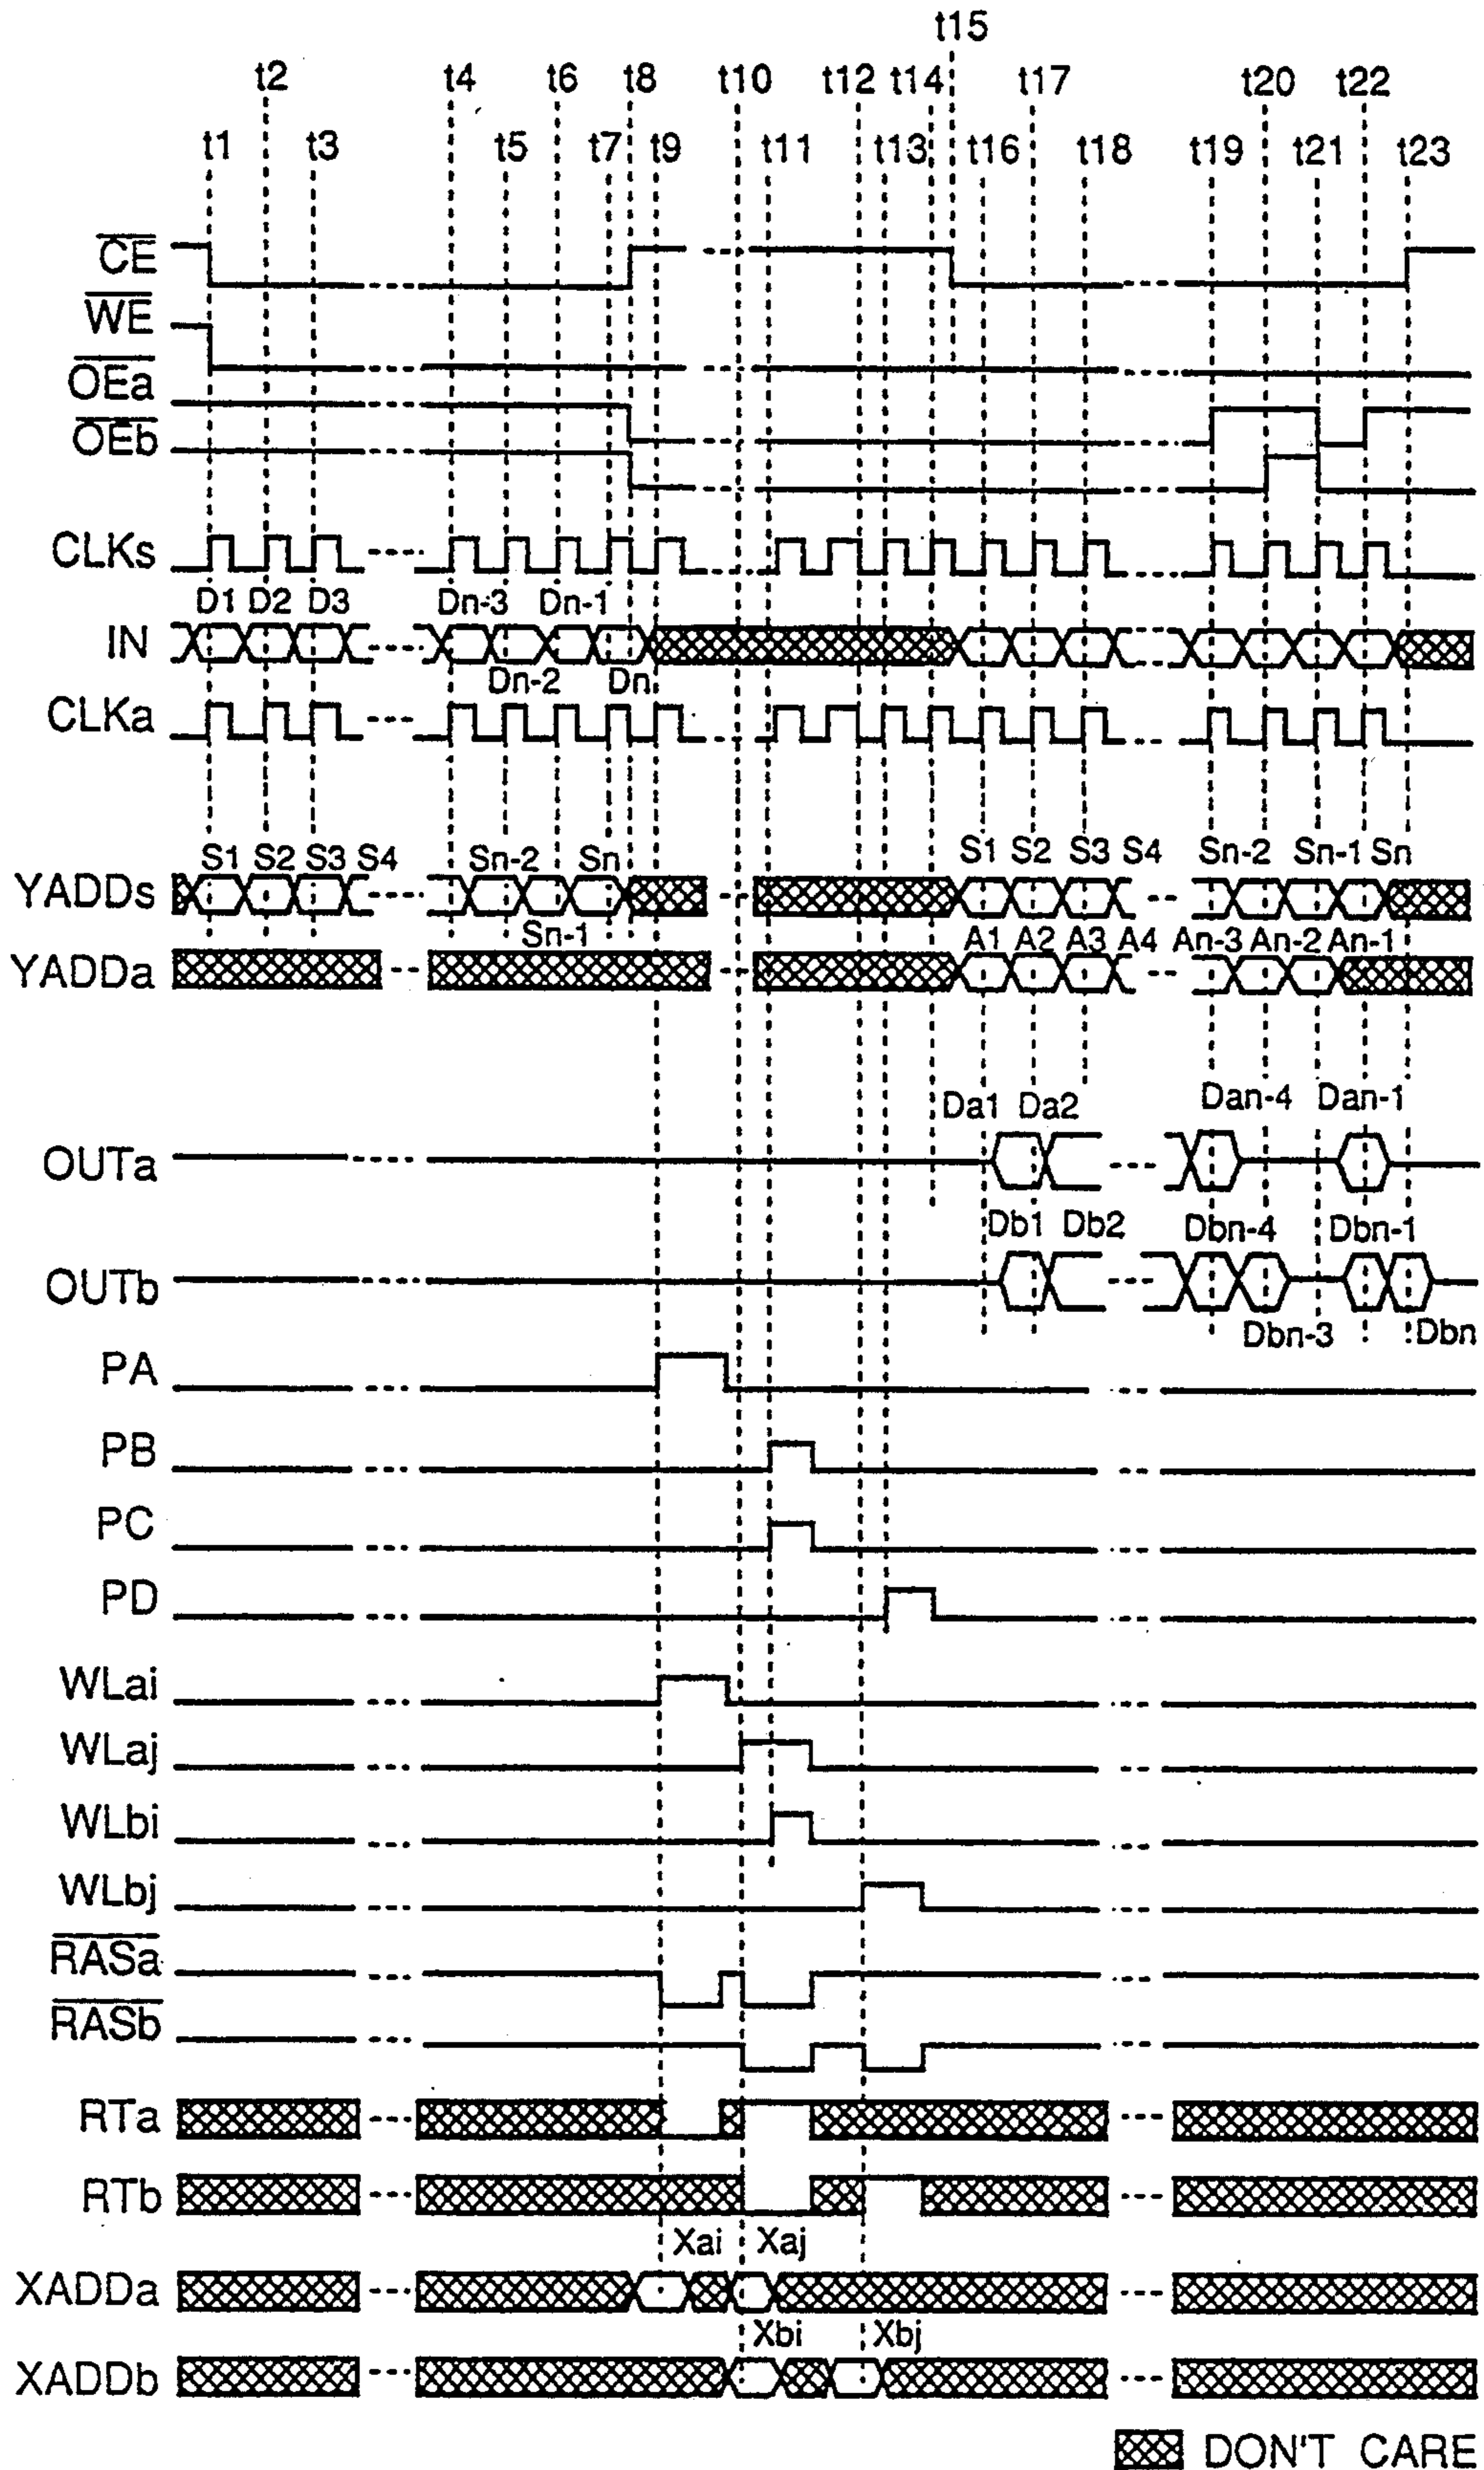 t15
t2 t4 t6 t8 t10 t12 t14 t17 t20 t22
t1 t3 t5 t7 t9 t11 t13 t16 t18 t19 t21 t23
CE
WE
OEa
OEb
CLKs
D1 D2 D3 Dn-3 Dn-1
IN
Dn-2 Dn
CLKa
S1 S2 S3 S4 Sn-2 Sn S1 S2 S3 S4 Sn-2 Sn-1 Sn
YADDs
Sn-1 A1 A2 A3 A4 An-3 An-2 An-1
YADDa
Da1 Da2 Dan-4 Dan-1
OUTa
Db1 Db2 Dbn-4 Dbn-1
OUTb
Dbn-3 Dbn
PA
PB
PC
PD
WLai
WLaj
WLbi
WLbj
RASa
RASb
RTa
RTb
Xai Xaj
XADDa
Xbi Xbj
XADDb
DON'T CARE